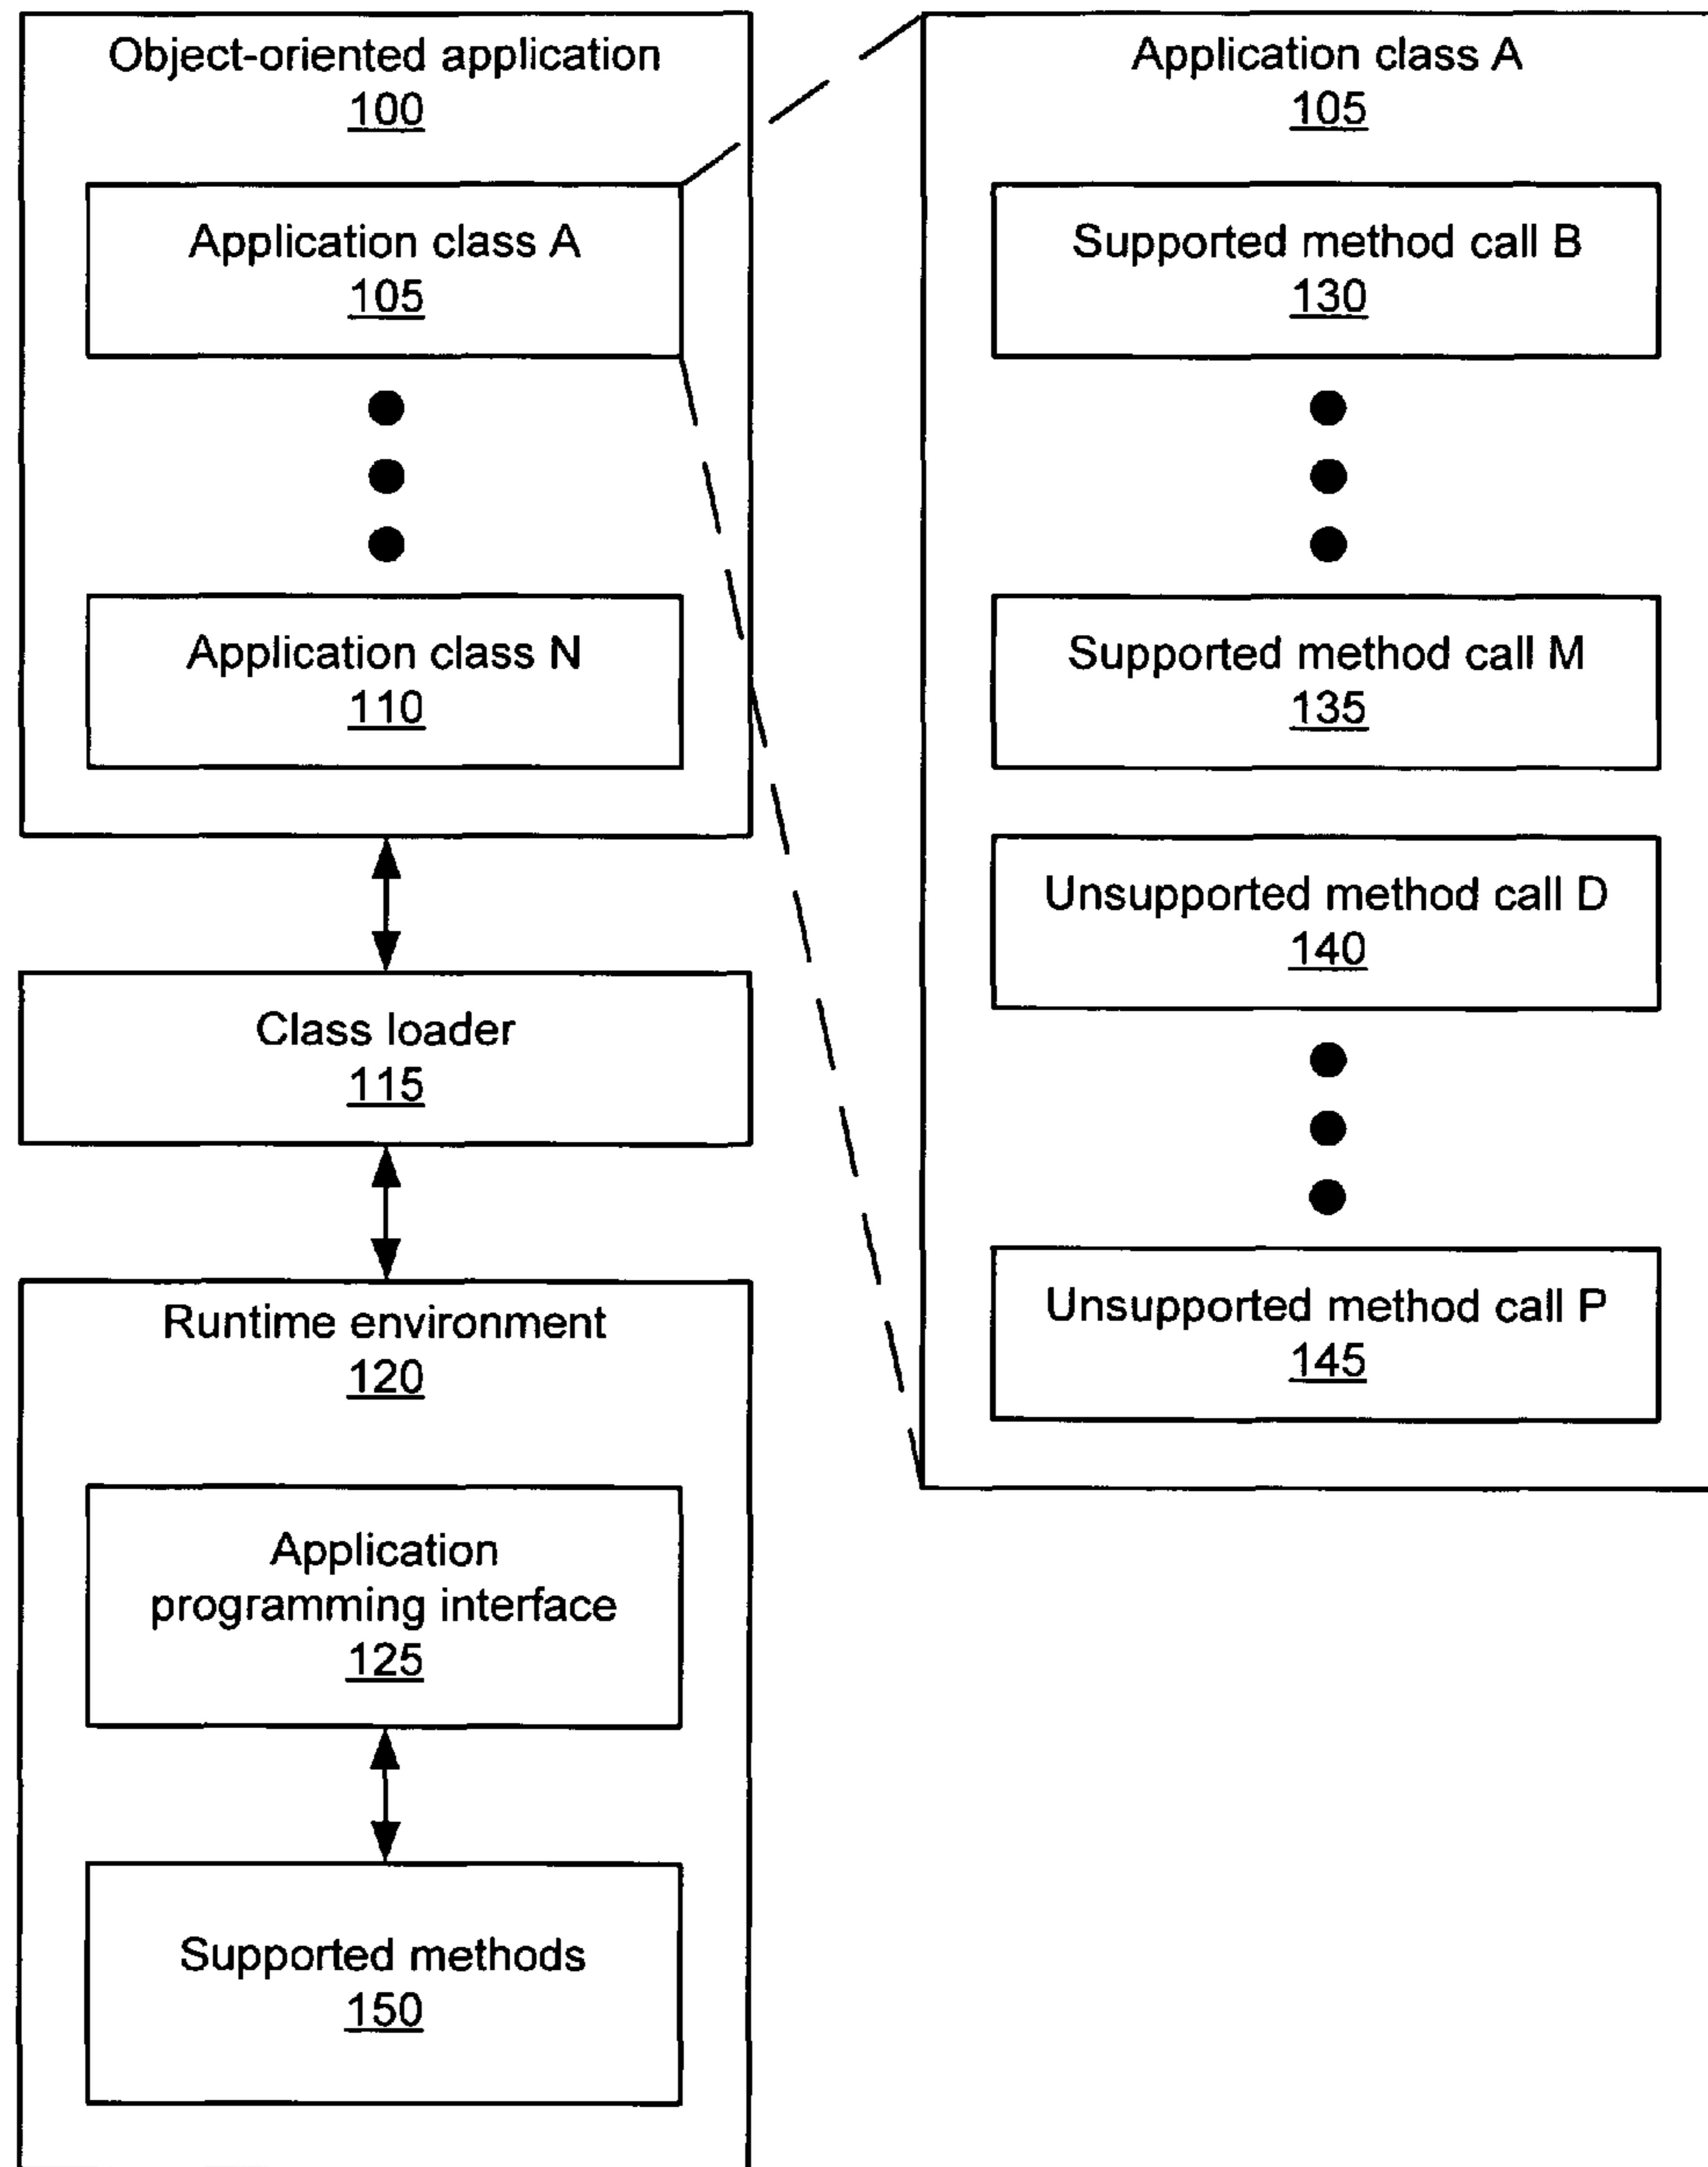 Object-oriented application
100
Application class A
105
Application class N
110
Class loader
115
Runtime environment
120
Application
programming interface
125
Supported methods
150
Application class A
105
Supported method call B
130
Supported method call M
135
Unsupported method call D
140
Unsupported method call P
145